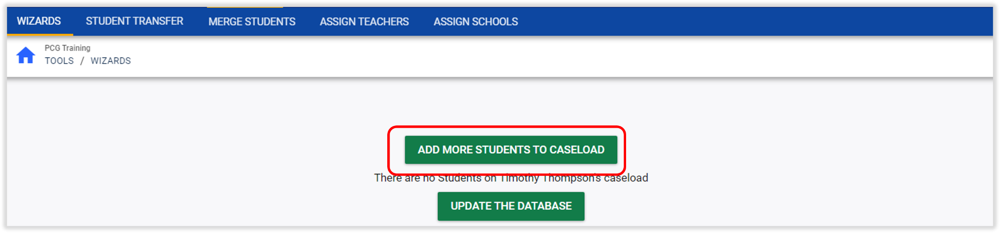 WIZARDS STUDENT TRANSFER MERGE STUDENTS ASSIGN TEACHERS ASSIGN SCHOOLS
PCG Training
TOOLS / WIZARDS
ADD MORE STUDENTS TO CASELOAD
There are no Students on Timothy Thompson's caseload
UPDATE THE DATABASE